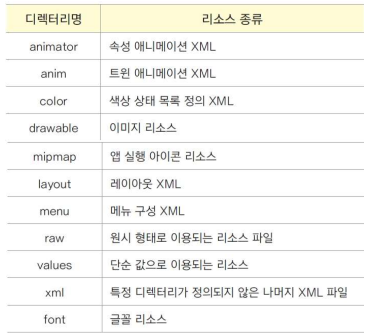 디렉터리명 리소스 종류
animator 속성 애니메이션 XML
anim 트윈 애니메이션 XML
color 색상 상태 목록 정의 XML
drawable 이미지 리소스
mipmap 앱 실행 아이콘 리소스
layout 레이아웃 XML
menu 메뉴 구성 XML
raw 원시 형태로 이용되는 리소스 파일
values 단순 값으로 이용되는 리소스
xml 특정 디렉터리가 정의되지 않은 나머지 XML 파일
font 글꼴 리소스